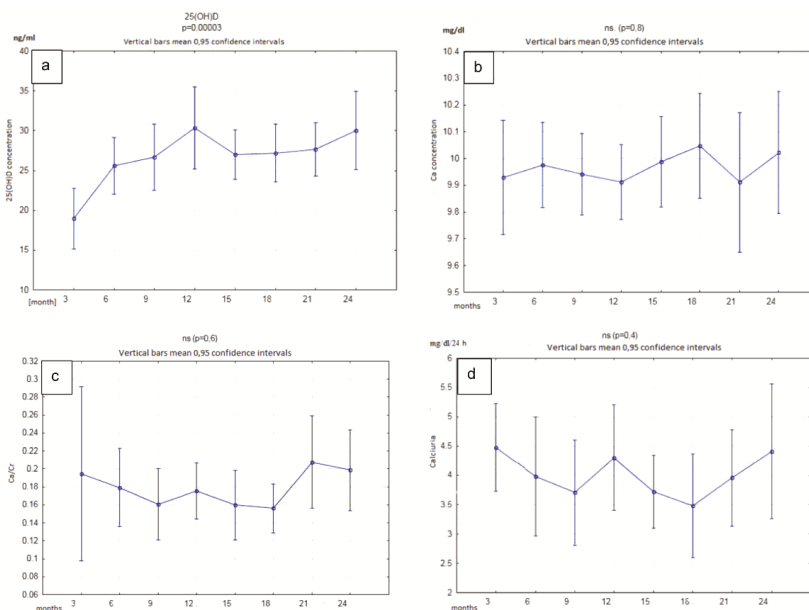 25(OH)D
p=0,00003
Vertical bars mean 0,95 confidence intervals
ng/ml
a
25(OH)D concentration
40
35
30
25
20
15
10
[month]
3 6 9 12 15 18 21 24
ns. (p=0,8)
Vertical bars mean 0,95 confidence intervals
mg/dl
b
Ca concentration
10.4
10.3
10.2
10.1
10.0
9.9
9.8
9.7
9.6
9.5
months
3 6 9 12 15 18 21 24
ns (p=0,6)
Vertical bars mean 0,95 confidence intervals
c
Ca/Cr
0.32
0.3
0.28
0.26
0.24
0.22
0.2
0.18
0.16
0.14
0.12
0.1
0.08
0.06
months
3 6 9 12 15 18 21 24
ns (p=0,4)
mg/dl/24 h
Vertical bars mean 0,95 confidence intervals
d
Calciuria
6
5.5
5
4.5
4
3.5
3
2.5
2
months
3 6 9 12 15 16 21 24